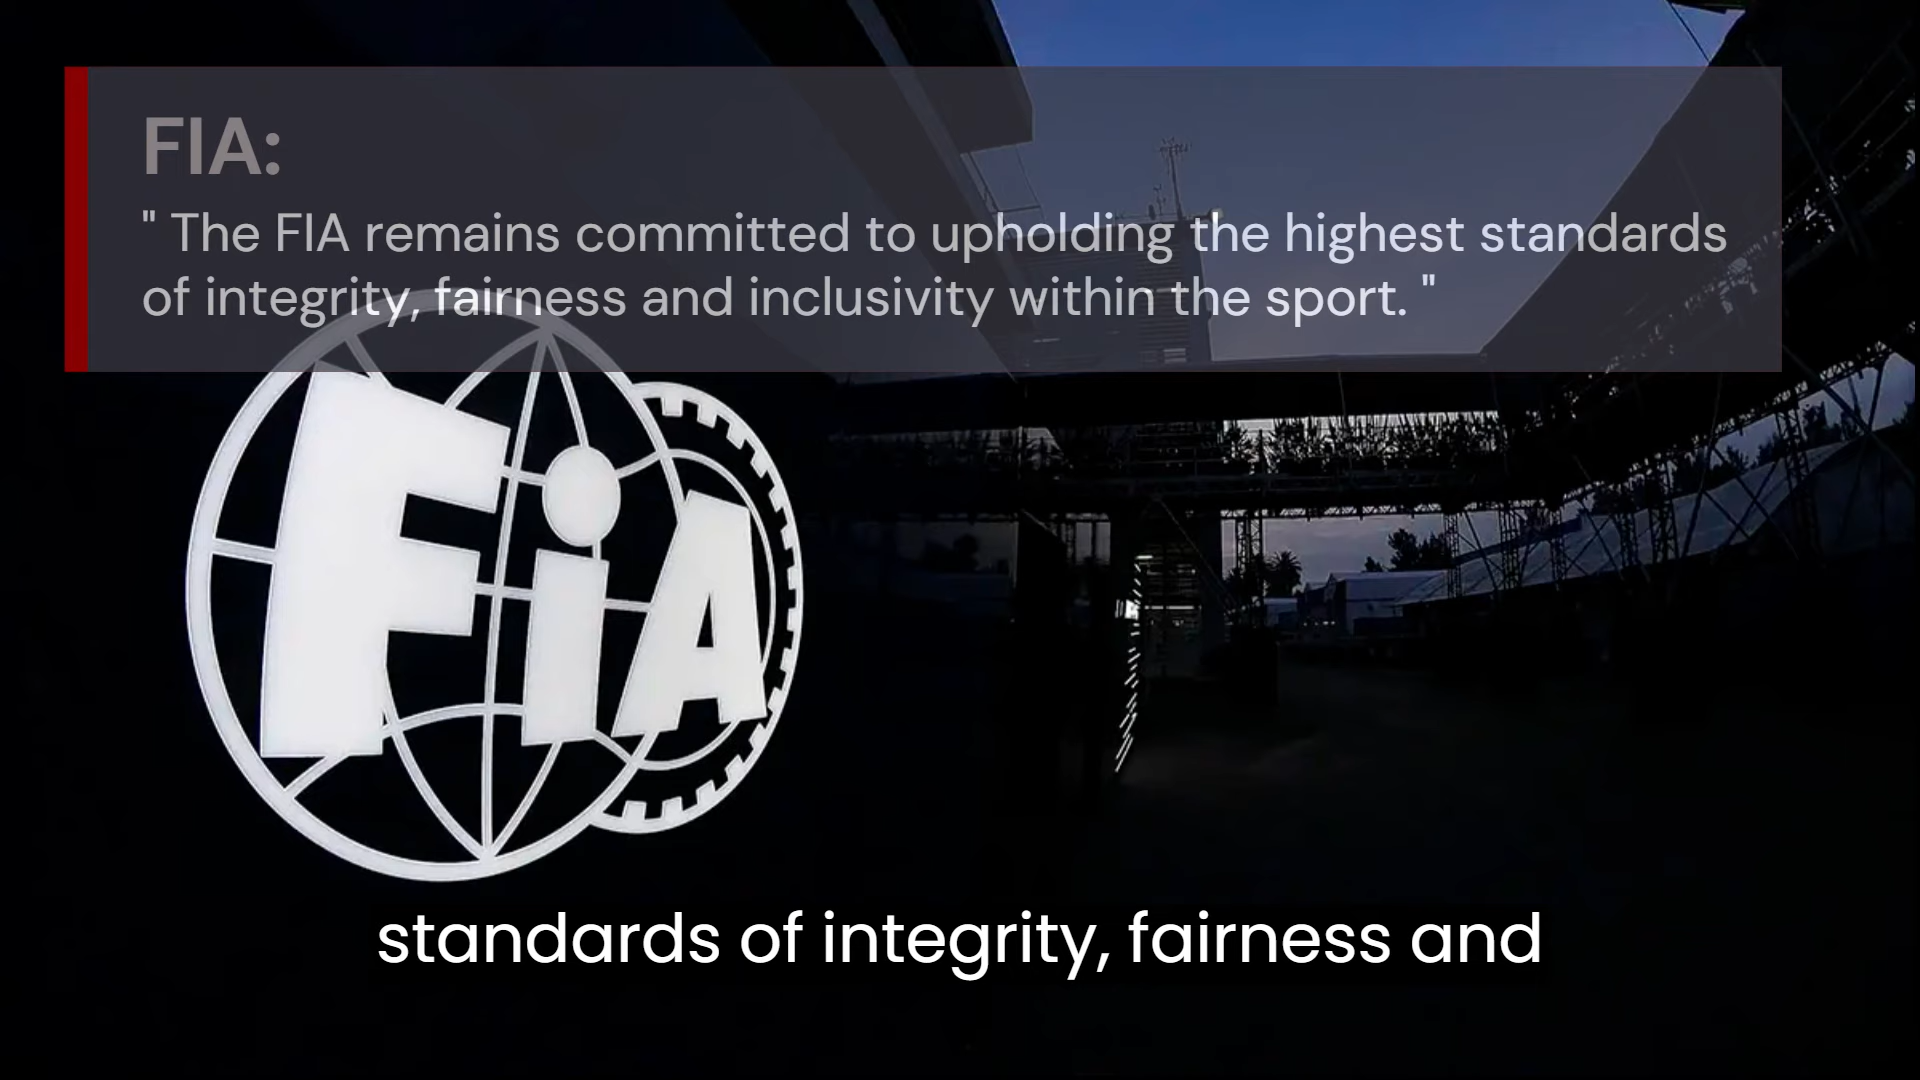 FIA:
" The FIA remains committed to upholding the highest standards
of integrity, fairness and inclusivity within the sport. "
FiA
standards of integrity, fairness and